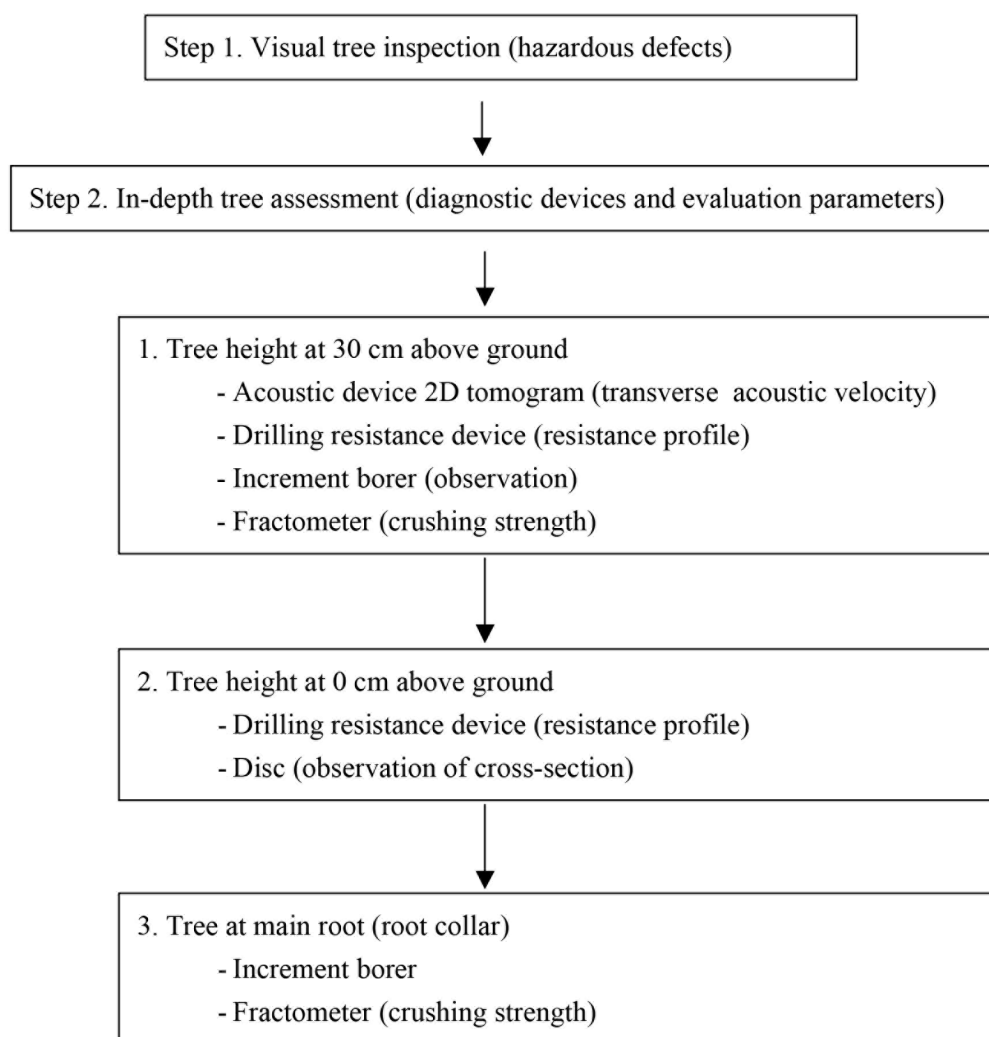 Step 1. Visual tree inspection (hazardous defects)
Step 2. In-depth tree assessment (diagnostic devices and evaluation parameters)
1. Tree height at 30 cm above ground
- Acoustic device 2D tomogram (transverse acoustic velocity)
- Drilling resistance device (resistance profile)
- Increment borer (observation)
- Fractometer (crushing strength)
2. Tree height at 0 cm above ground
- Drilling resistance device (resistance profile)
- Disc (observation of cross-section)
3. Tree at main root (root collar)
- Increment borer
- Fractometer (crushing strength)